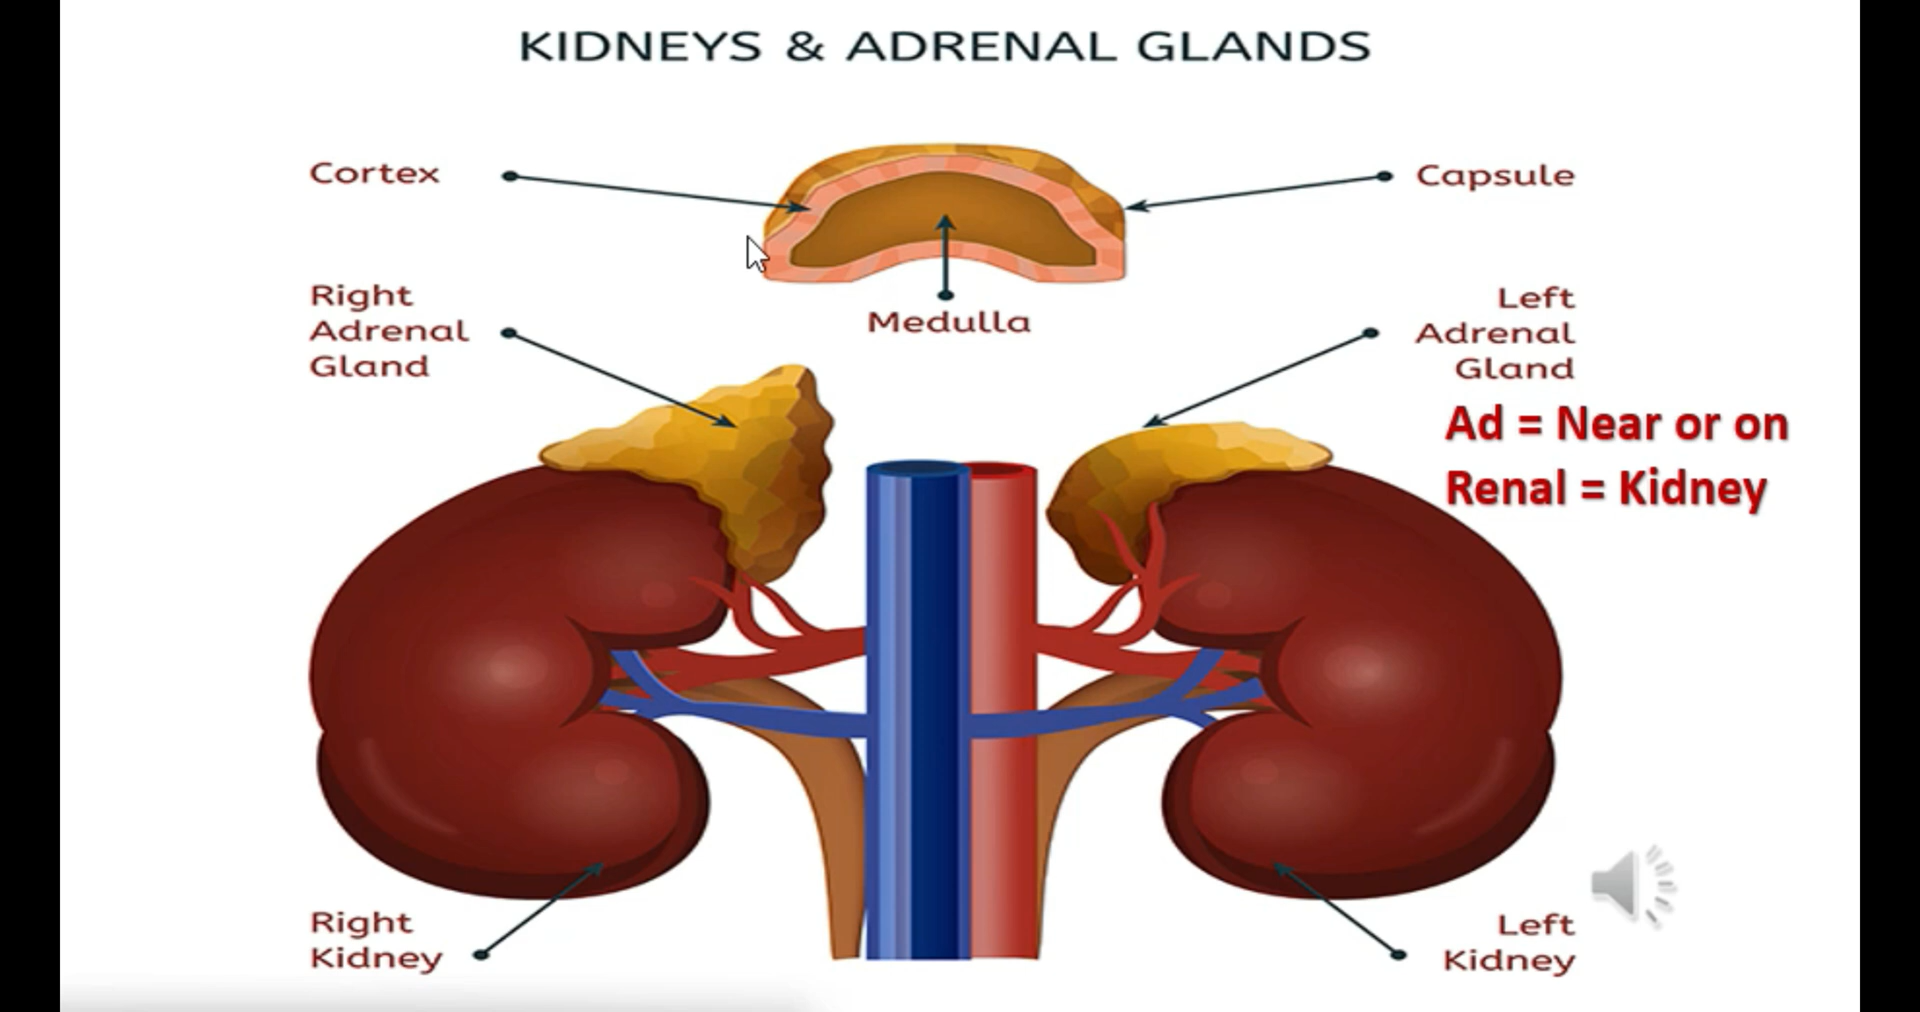 KIDNEYS & ADRENAL GLANDS
Cortex
Capsule
Medulla
Right
Adrenal
Gland
Left
Adrenal
Gland
Ad = Near or on
Renal = Kidney
Right
Kidney
Left
Kidney